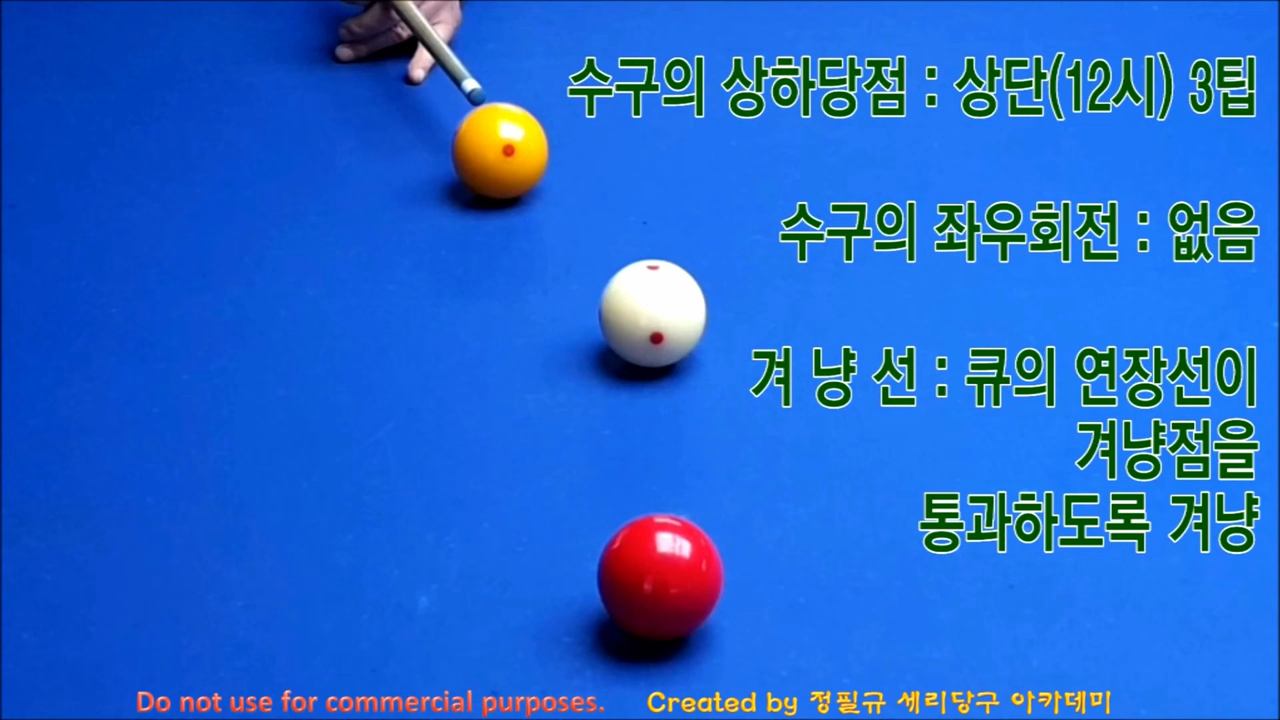 수구의 상하당점 : 상단(12시) 3팁
수구의 좌우회전 : 없음
겨 냥 선 : 큐의 연장선이
겨냥점을
통과하도록 겨냥
Do not use for commercial purposes. Created by 정필규 세리당구 아카데미